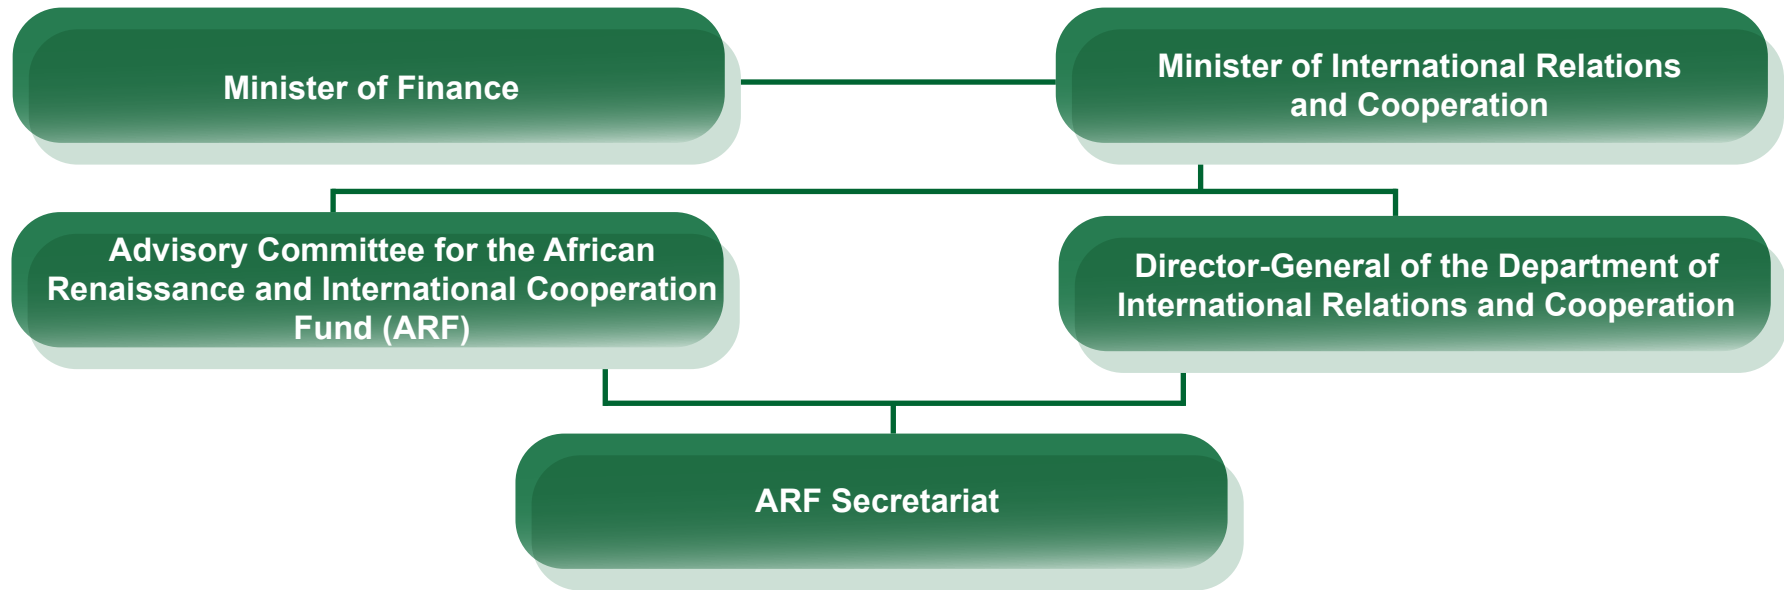 Minister of Finance
Minister of International Relations
and Cooperation
Advisory Committee for the African
Renaissance and International Cooperation
Fund (ARF)
Director-General of the Department of
International Relations and Cooperation
ARF Secretariat